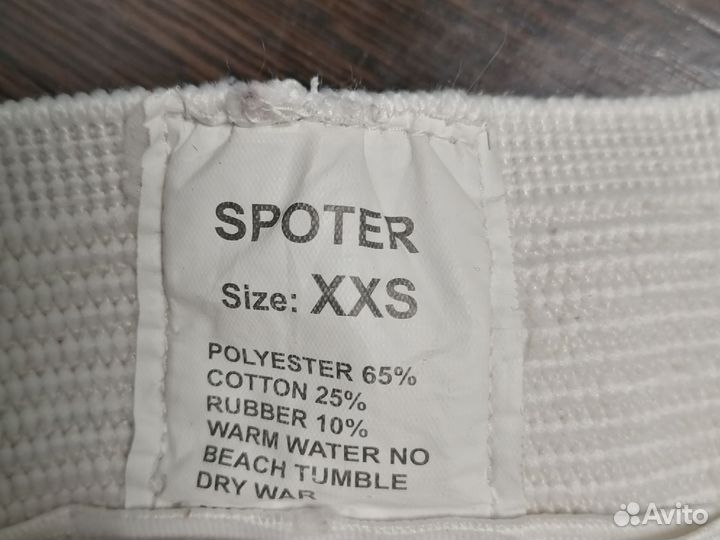 SPOTER
Size: XXS
POLYESTER 65%
COTTON 25%
RUBBER 10%
WARM WATER NO
BEACH TUMBLE
DRY WAR
Avito